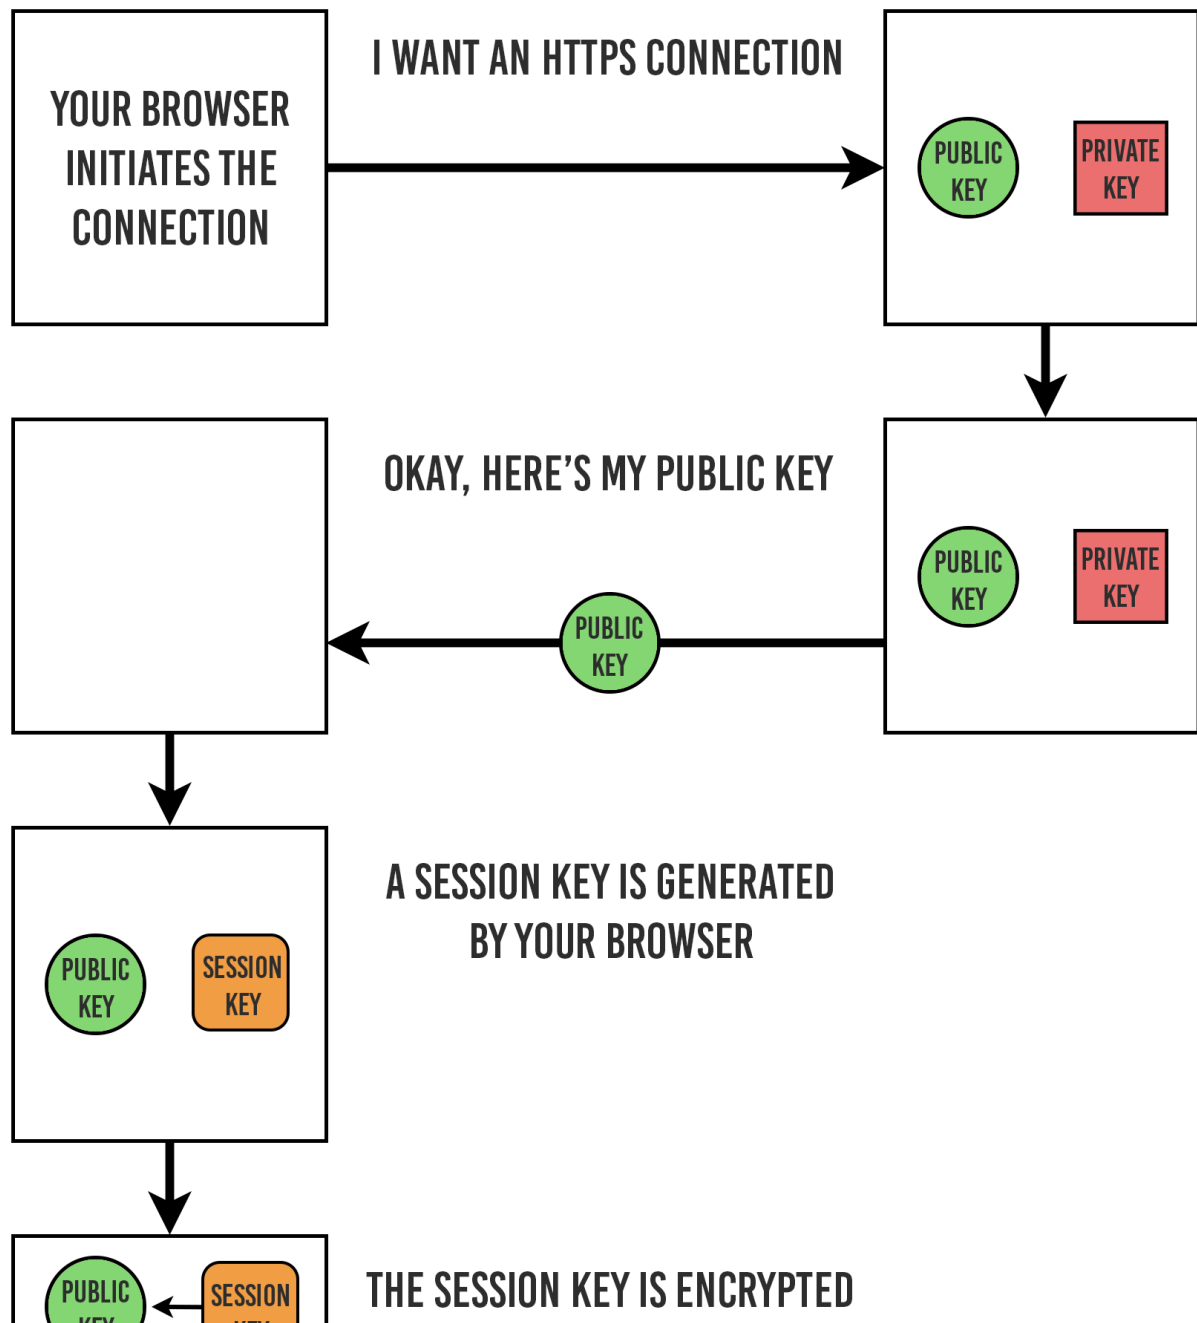 I WANT AN HTTPS CONNECTION
YOUR BROWSER
INITIATES THE
CONNECTION
PUBLIC
KEY
PRIVATE
KEY
OKAY, HERE'S MY PUBLIC KEY
PUBLIC
KEY
PRIVATE
KEY
PUBLIC
KEY
A SESSION KEY IS GENERATED
BY YOUR BROWSER
PUBLIC
KEY
SESSION
KEY
THE SESSION KEY IS ENCRYPTED
PUBLIC
KEY
SESSION
KEY